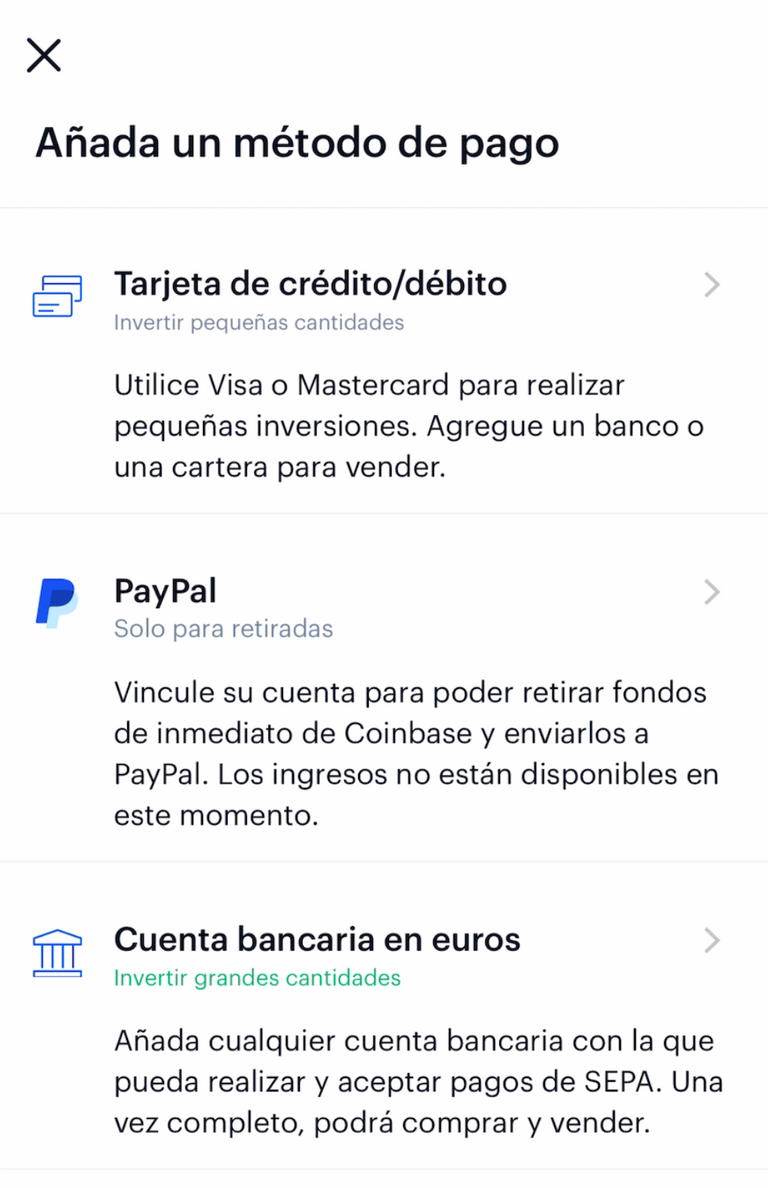 Añada un método de pago
Tarjeta de crédito/débito
Invertir pequeñas cantidades
Utilice Visa o Mastercard para realizar
pequeñas inversiones. Agregue un banco o
una cartera para vender.
PayPal
Solo para retiradas
Vincule su cuenta para poder retirar fondos
de inmediato de Coinbase y enviarlos a
PayPal. Los ingresos no están disponibles en
este momento.
Cuenta bancaria en euros
Invertir grandes cantidades
Añada cualquier cuenta bancaria con la que
pueda realizar y aceptar pagos de SEPA. Una
vez completo, podrá comprar y vender.